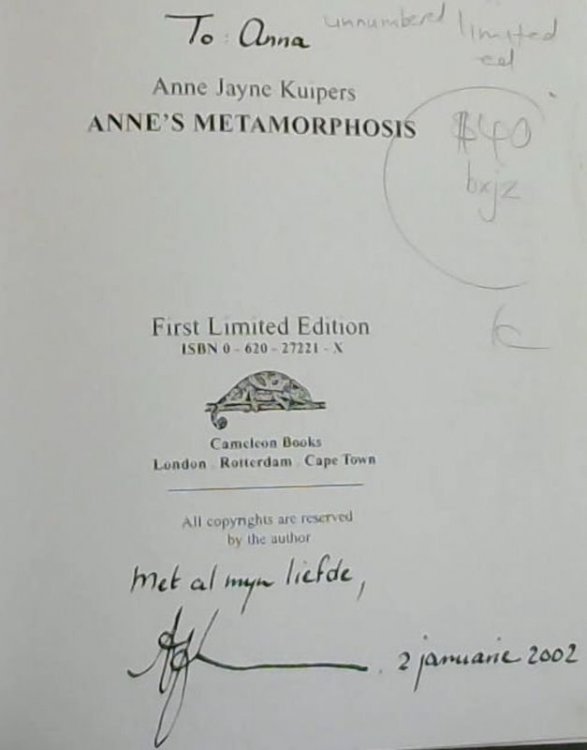 To: Anna
unnumbered limited
ed
Anne Jayne Kuipers
ANNE'S METAMORPHOSIS
$40
bxjz
First Limited Edition
ISBN 0 - 620 - 27221 - X
Cameleon Books
London . Rotterdam . Cape Town
All copyrights are reserved
by the author
Met al myn liefde,
2 januarie 2002